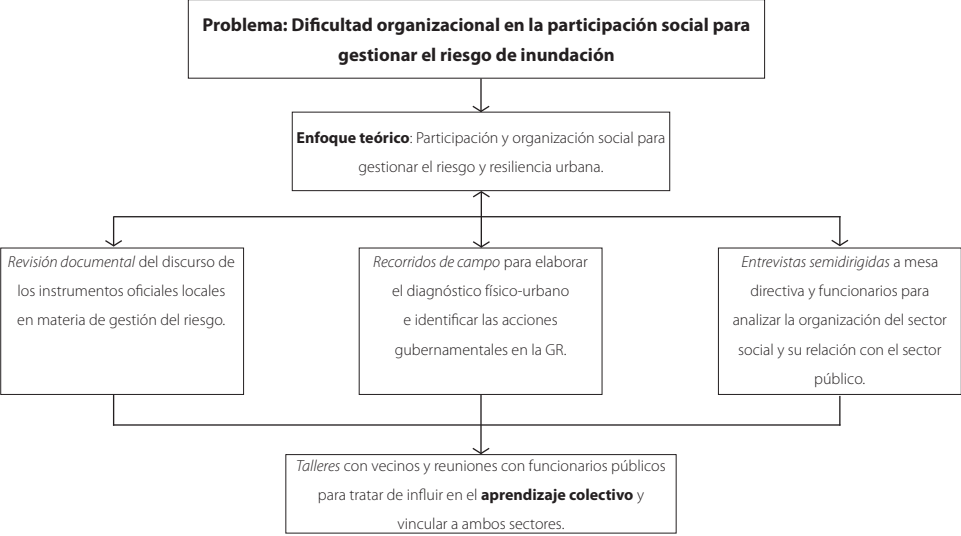 Problema: Dificultad organizacional en la participación social para
gestionar el riesgo de inundación
Enfoque teórico: Participación y organización social para
gestionar el riesgo y resiliencia urbana.
Revisión documental del discurso de
los instrumentos oficiales locales
en materia de gestión del riesgo.
Recorridos de campo para elaborar
el diagnóstico físico-urbano
e identificar las acciones
gubernamentales en la GR.
Entrevistas semidirigidas a mesa
directiva y funcionarios para
analizar la organización del sector
social y su relación con el sector
público.
Talleres con vecinos y reuniones con funcionarios públicos
para tratar de influir en el aprendizaje colectivo y
vincular a ambos sectores.